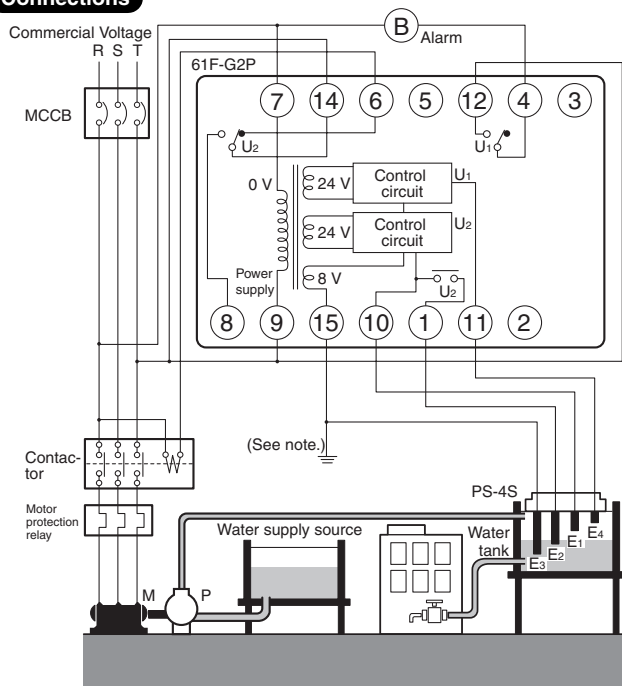 Connections
Commercial Voltage
R S T
B Alarm
61F-G2P
MCCB
7 14 6 5 12 4 3
U2
U1
0 V
24 V
Control circuit
U1
24 V
Control circuit
U2
Power supply
8 V
U2
8 9 15 10 1 11 2
(See note.)
Contac-
tor
PS-4S
Motor
protection
relay
Water supply source
Water
tank
E3 E2 E1 E4
M P